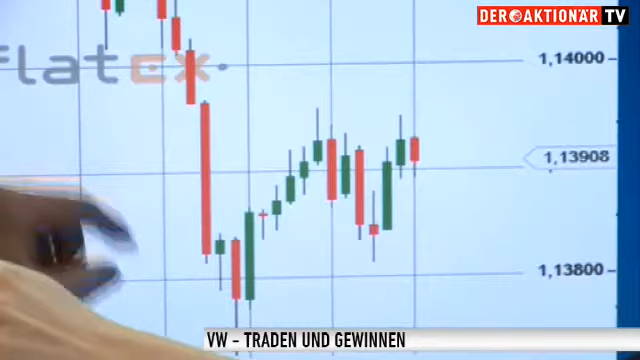 DER AKTIONÄR TV
flatex
1,14000
1,13908
1,13800
VW – TRADEN UND GEWINNEN